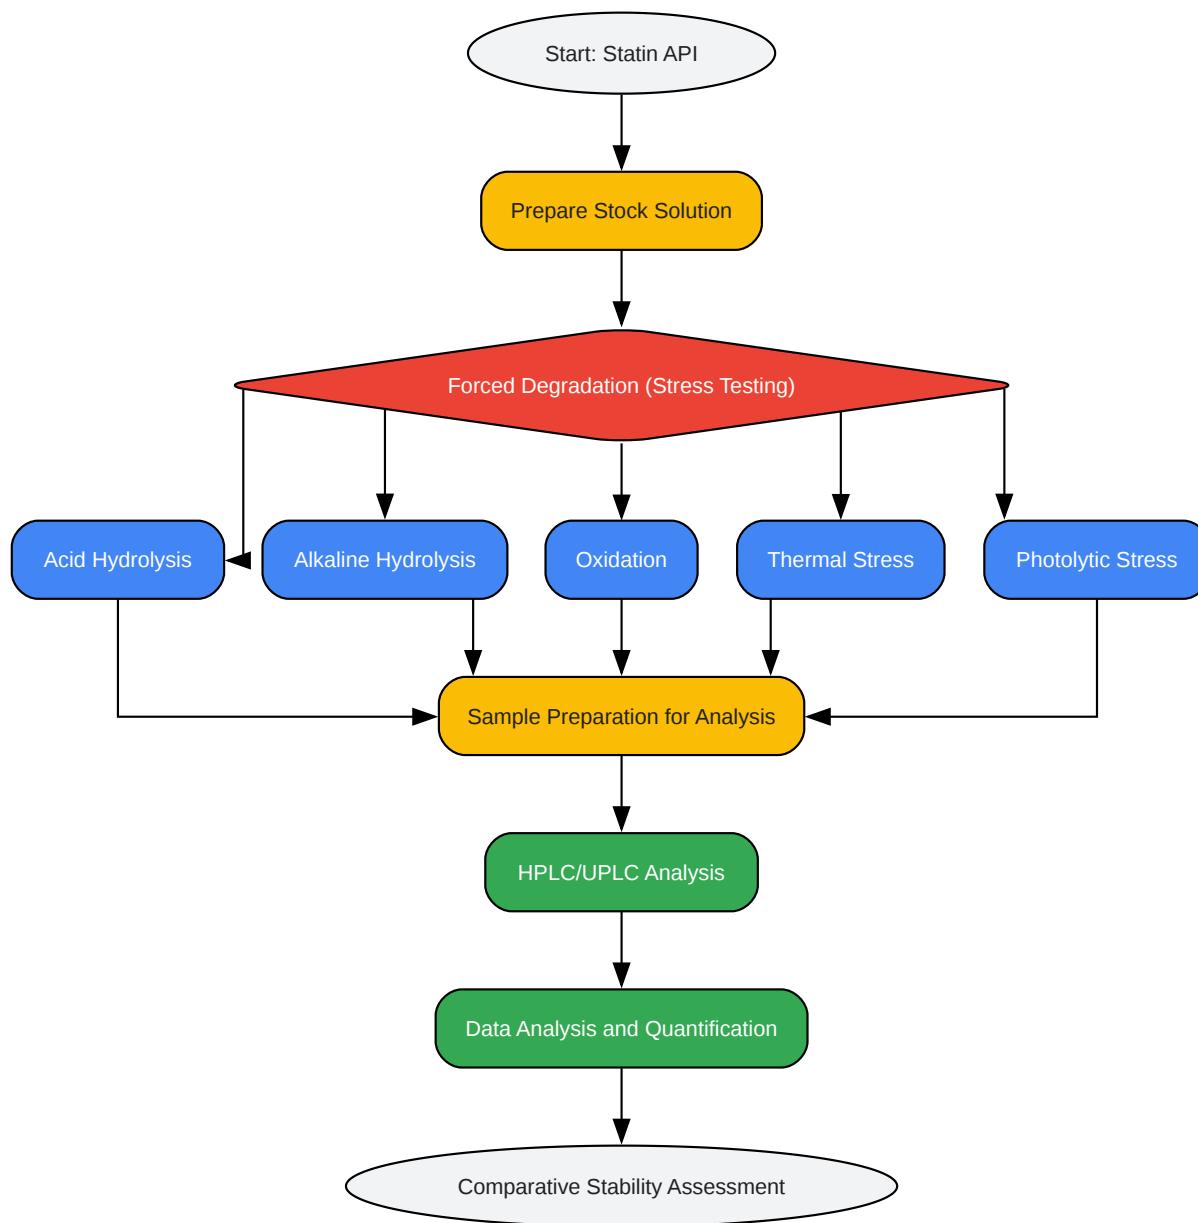 Start: Statin API
Prepare Stock Solution
Forced Degradation (Stress Testing)
Acid Hydrolysis
Alkaline Hydrolysis
Oxidation
Thermal Stress
Photolytic Stress
Sample Preparation for Analysis
HPLC/UPLC Analysis
Data Analysis and Quantification
Comparative Stability Assessment